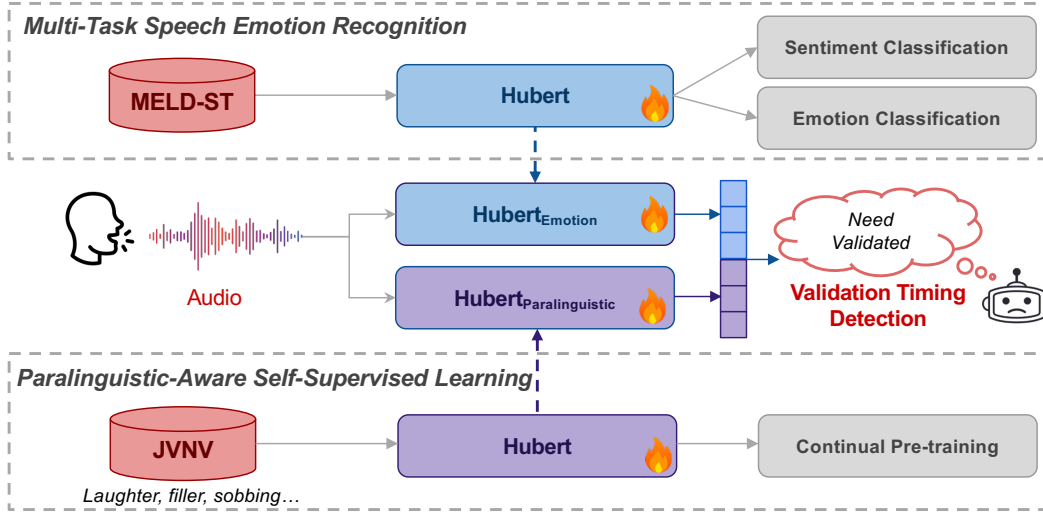 Multi-Task Speech Emotion Recognition
MELD-ST
Hubert
Sentiment Classification
Emotion Classification
Audio
HubertEmotion
HubertParalinguistic
Need
Validated
Validation Timing
Detection
Paralinguistic-Aware Self-Supervised Learning
JVNV
Laughter, filler, sobbing…
Hubert
Continual Pre-training